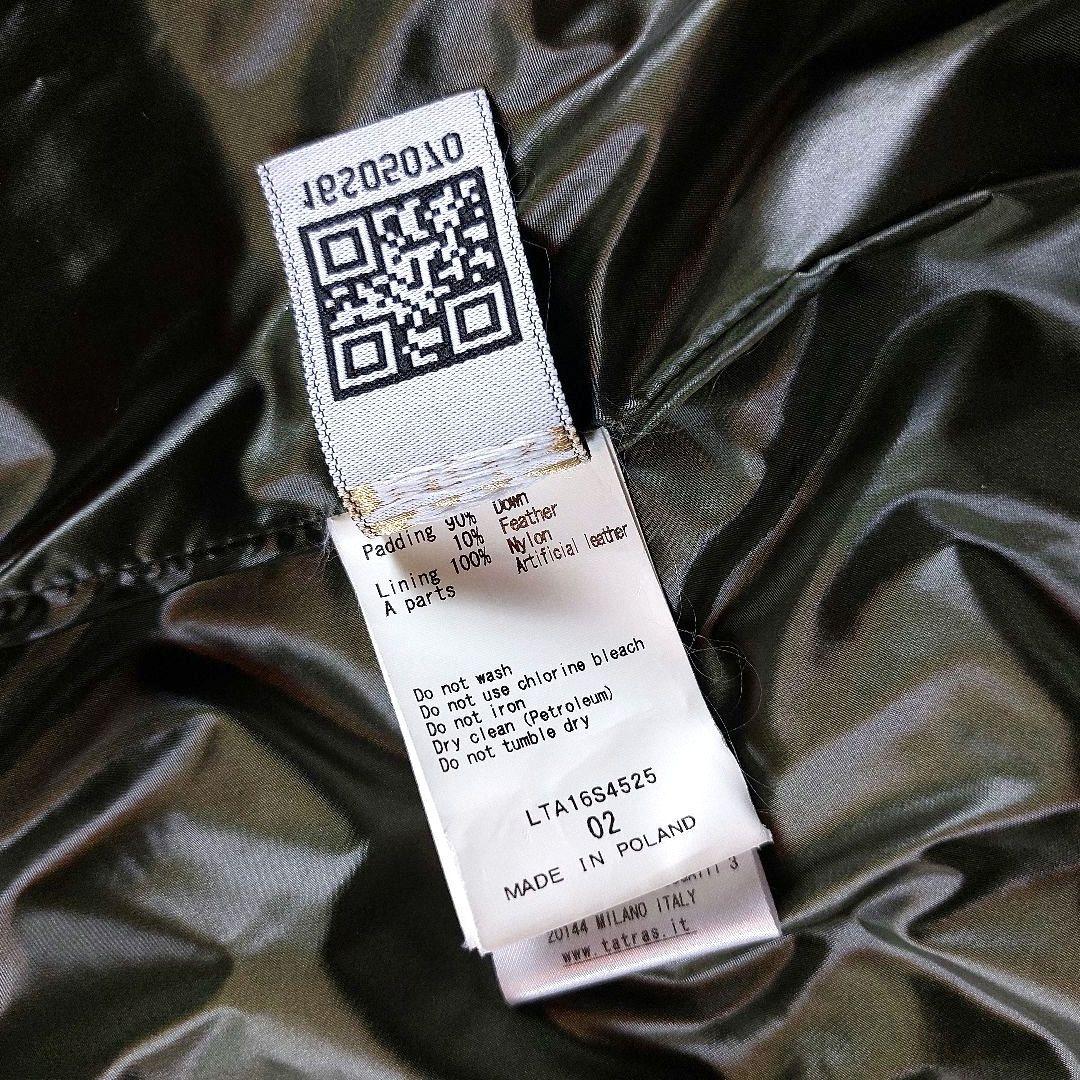 16S05070
Padding 90% Down
10% Feather
Lining 100% Nylon
A parts Artificial leather
Do not wash
Do not use chlorine bleach
Do not iron
Dry clean (Petroleum)
Do not tumble dry
LTA16S4525
02
MADE IN POLAND
3
20144 MILANO ITALY
www.tatras.it